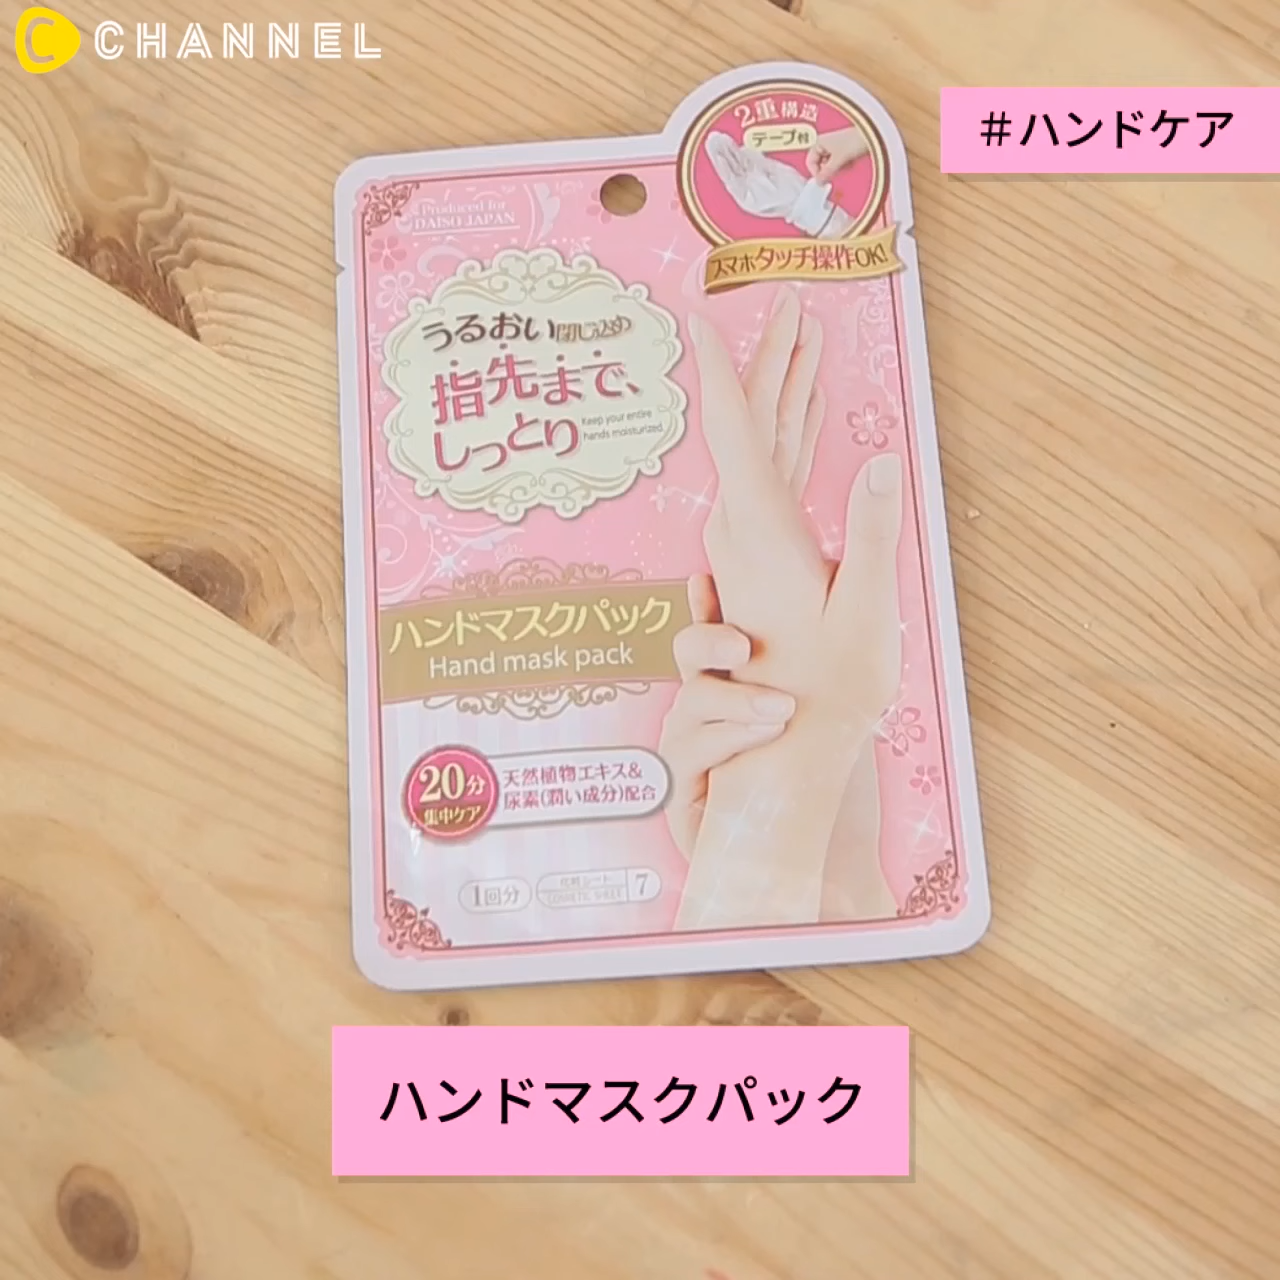 C CHANNEL
#ハンドケア
2重構造
テープ付
スマホタッチ操作OK!
Produced for
DAISO JAPAN
うるおい閉じ込め
指先まで、
しっとり
Keep your entire
hands moisturized.
ハンドマスクパック
Hand mask pack
20分
集中ケア
天然植物エキス&
尿素(潤い成分)配合
1回分
化粧シート
COSMETIC SHEET
7
ハンドマスクパック